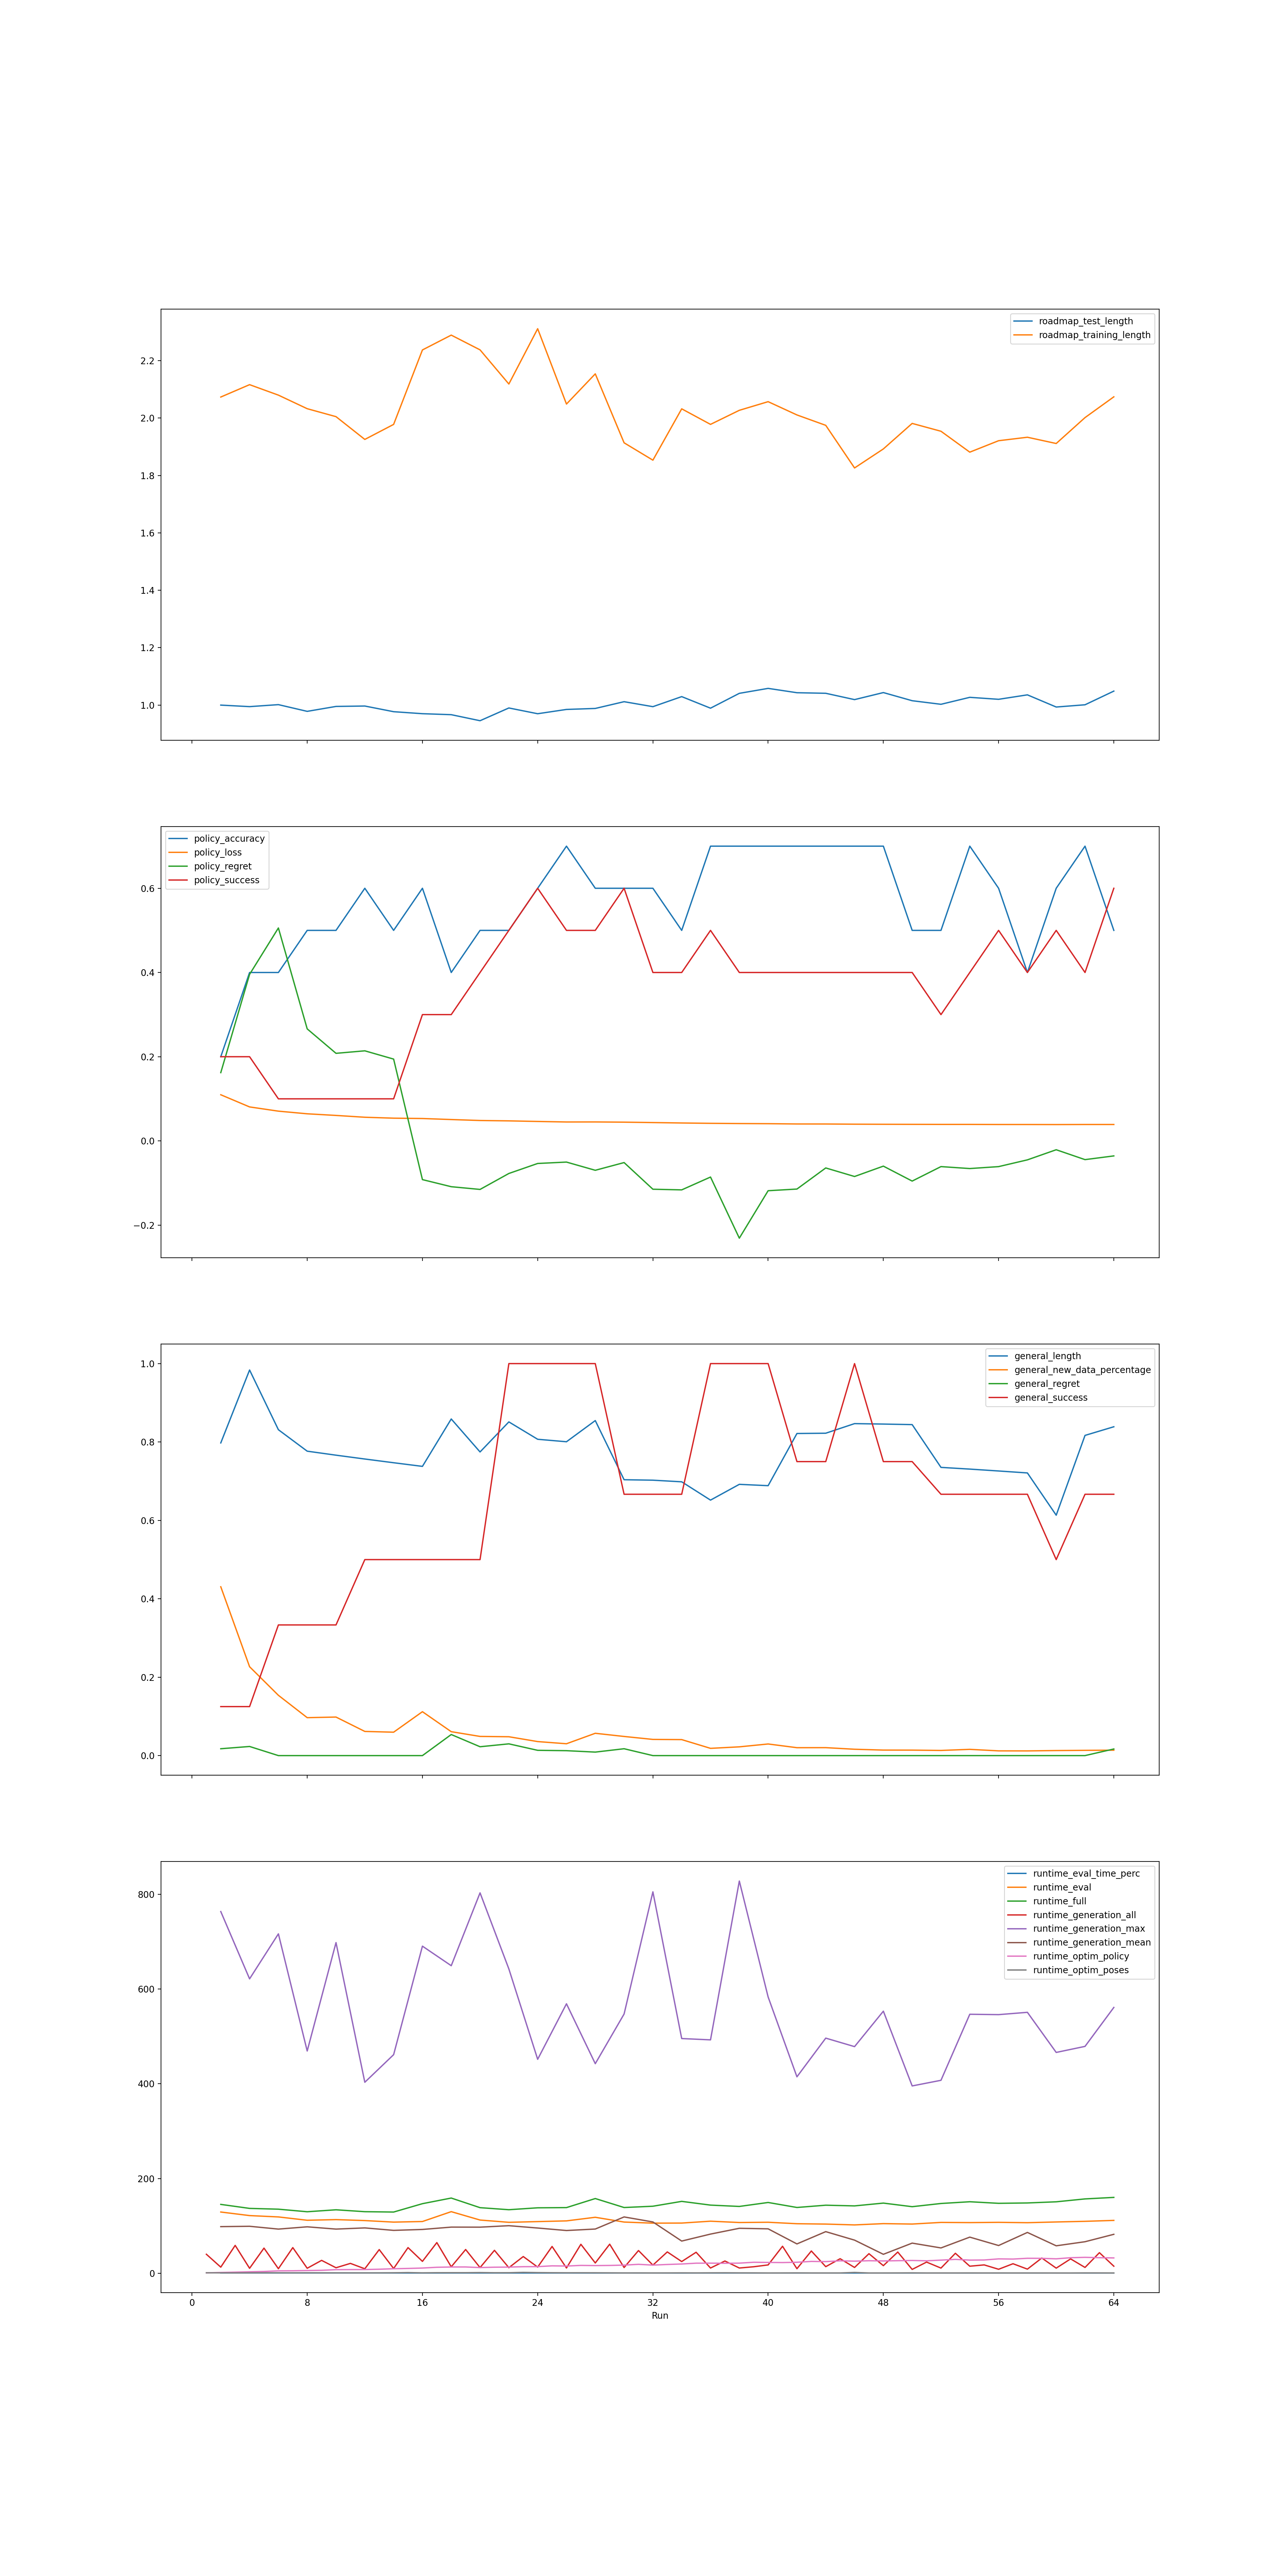 roadmap_test_length
roadmap_training_length
2.2
2.0
1.8
1.6
1.4
1.2
1.0
policy_accuracy
policy_loss
policy_regret
policy_success
0.6
0.4
0.2
0.0
−0.2
general_length
general_new_data_percentage
general_regret
general_success
1.0
0.8
0.6
0.4
0.2
0.0
runtime_eval_time_perc
runtime_eval
runtime_full
runtime_generation_all
runtime_generation_max
runtime_generation_mean
runtime_optim_policy
runtime_optim_poses
800
600
400
200
0
0 8 16 24 32 40 48 56 64
Run